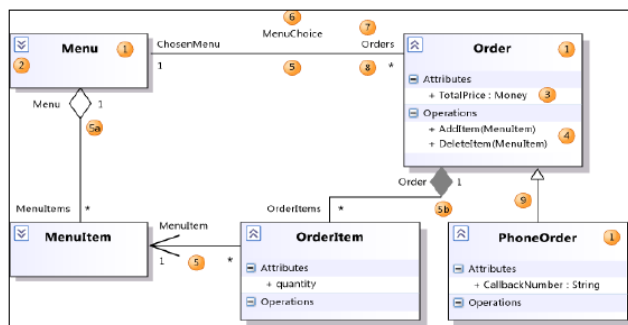 6
MenuChoice
7
Menu
1
2
ChosenMenu
Orders
1
5
8
*
Order
1
Attributes
+ TotalPrice : Money
3
Operations
+ AddItem(MenuItem)
+ DeleteItem(MenuItem)
4
Menu
1
5a
Order
1
5b
9
MenuItems
*
MenuItem
MenuItem
1
5
*
OrderItems
*
OrderItem
Attributes
+ quantity
Operations
PhoneOrder
1
Attributes
+ CallbackNumber : String
Operations